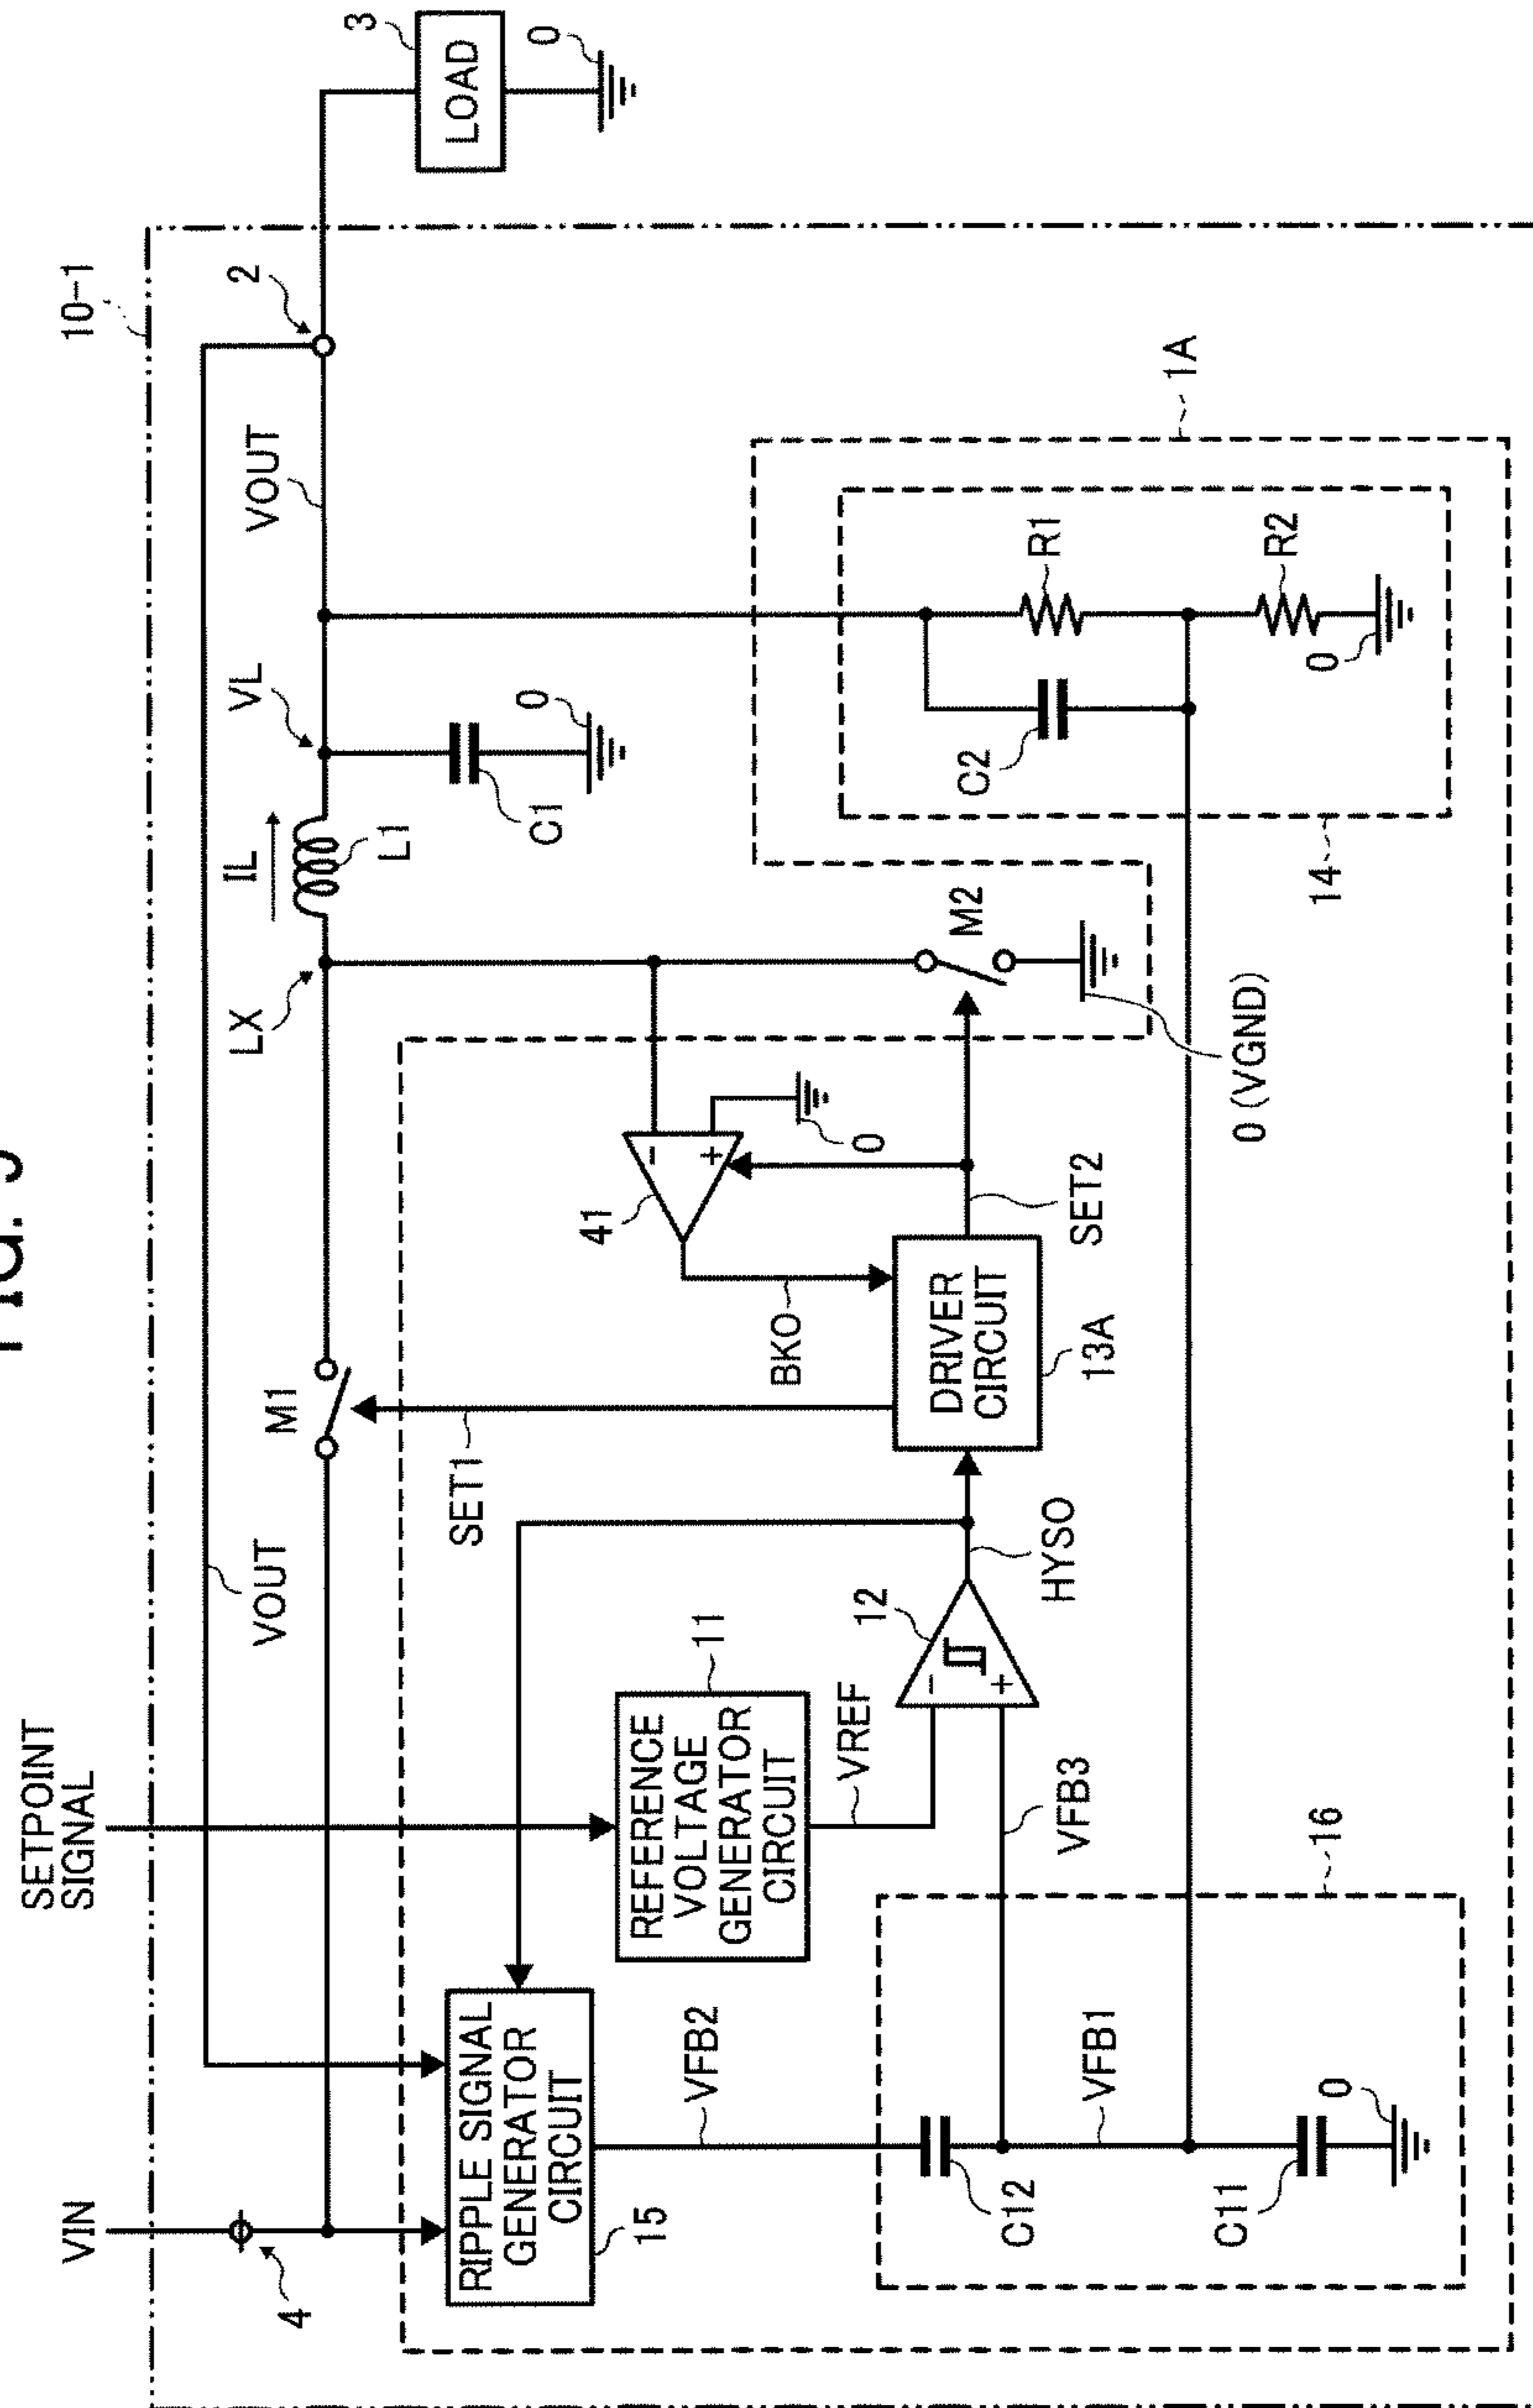 FIG.
VIN
SETPOINT
SIGNAL
10-1
4
VOUT
M1
LX
IL
VL
VOUT
2
3
LOAD
0
L1
SET1
C1
0
RIPPLE SIGNAL
GENERATOR
CIRCUIT
15
REFERENCE
VOLTAGE
GENERATOR
CIRCUIT
11
41
-
+
0
BKO
VFB2
VREF
12
-
+
HYSO
DRIVER
CIRCUIT
13A
SET2
M2
0 (VGND)
C2
R1
1A
C12
VFB3
VFB1
C11
0
16
R2
0
14